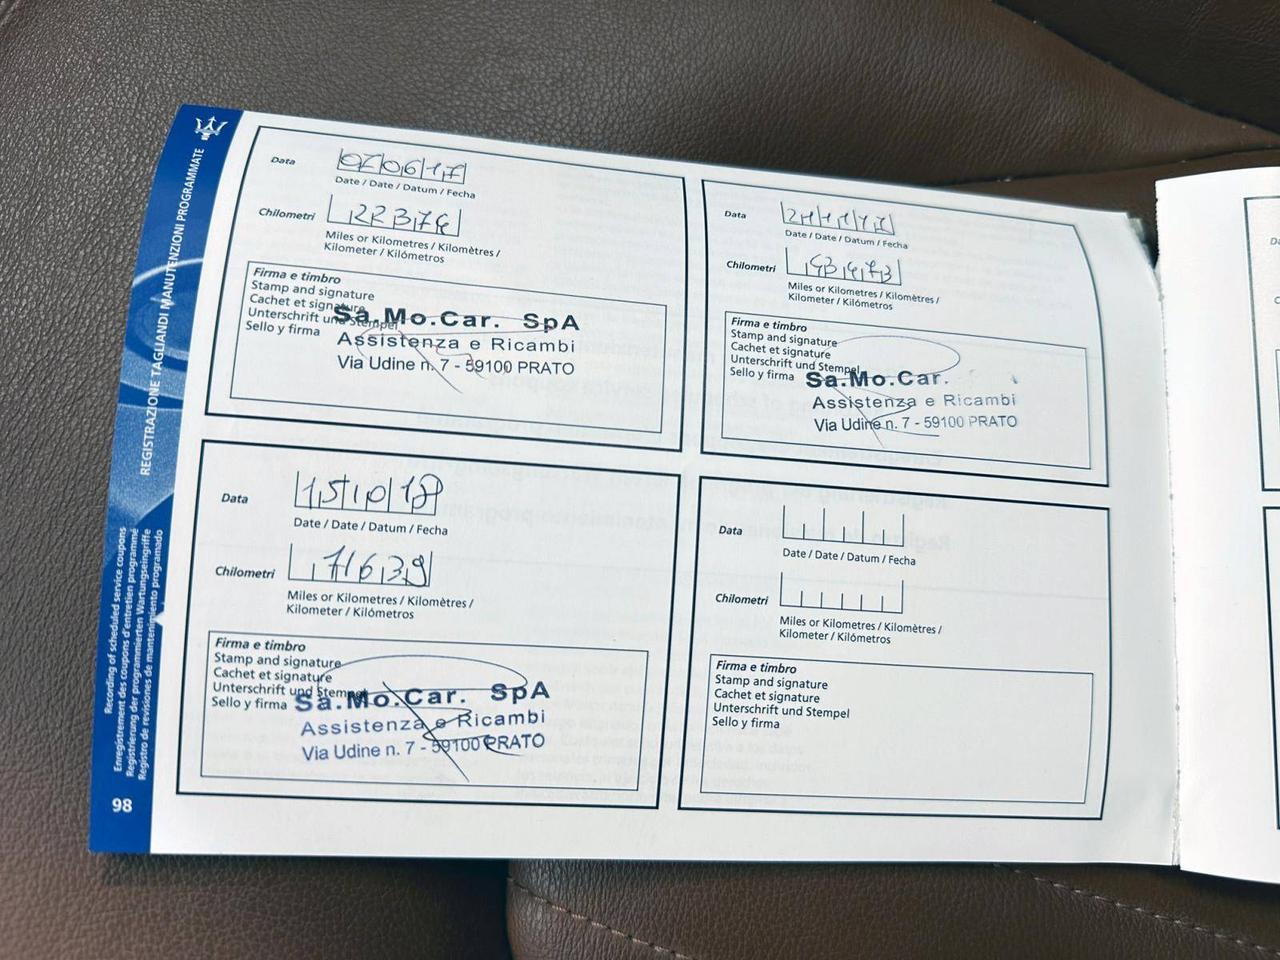 REGISTRAZIONE TAGLIANDI MANUTENZIONI PROGRAMMATE
Recording of scheduled service coupons
Enregistrement des coupons d'entretien programmé
Registrierung der programmierten Wartungseingriffe
Registro de revisiones de mantenimiento programado
98
Data
Date / Date / Datum / Fecha
Chilometri
Miles or Kilometres / Kilomètres /
Kilometer / Kilómetros
Firma e timbro
Stamp and signature
Cachet et signature
Unterschrift und Stempel
Sello y firma
Sa.Mo.Car. SpA
Assistenza e Ricambi
Via Udine n. 7 - 59100 PRATO
Data
Date / Date / Datum / Fecha
Chilometri
Miles or Kilometres / Kilomètres /
Kilometer / Kilómetros
Firma e timbro
Stamp and signature
Cachet et signature
Unterschrift und Stempel
Sello y firma
Sa.Mo.Car.
Assistenza e Ricambi
Via Udine n. 7 - 59100 PRATO
Data
151018
Date / Date / Datum / Fecha
Chilometri
71639
Miles or Kilometres / Kilomètres /
Kilometer / Kilómetros
Firma e timbro
Stamp and signature
Cachet et signature
Unterschrift und Stempel
Sello y firma
Sa.Mo.Car. SpA
Assistenza e Ricambi
Via Udine n. 7 - 59100 PRATO
Data
Date / Date / Datum / Fecha
Chilometri
Miles or Kilometres / Kilomètres /
Kilometer / Kilómetros
Firma e timbro
Stamp and signature
Cachet et signature
Unterschrift und Stempel
Sello y firma